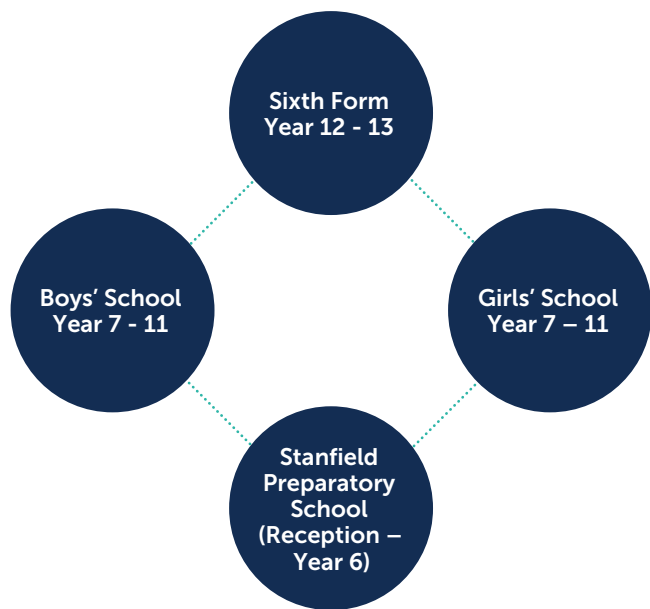 Sixth Form
Year 12 - 13
Boys’ School
Year 7 - 11
Girls’ School
Year 7 – 11
Stanfield
Preparatory
School
(Reception –
Year 6)